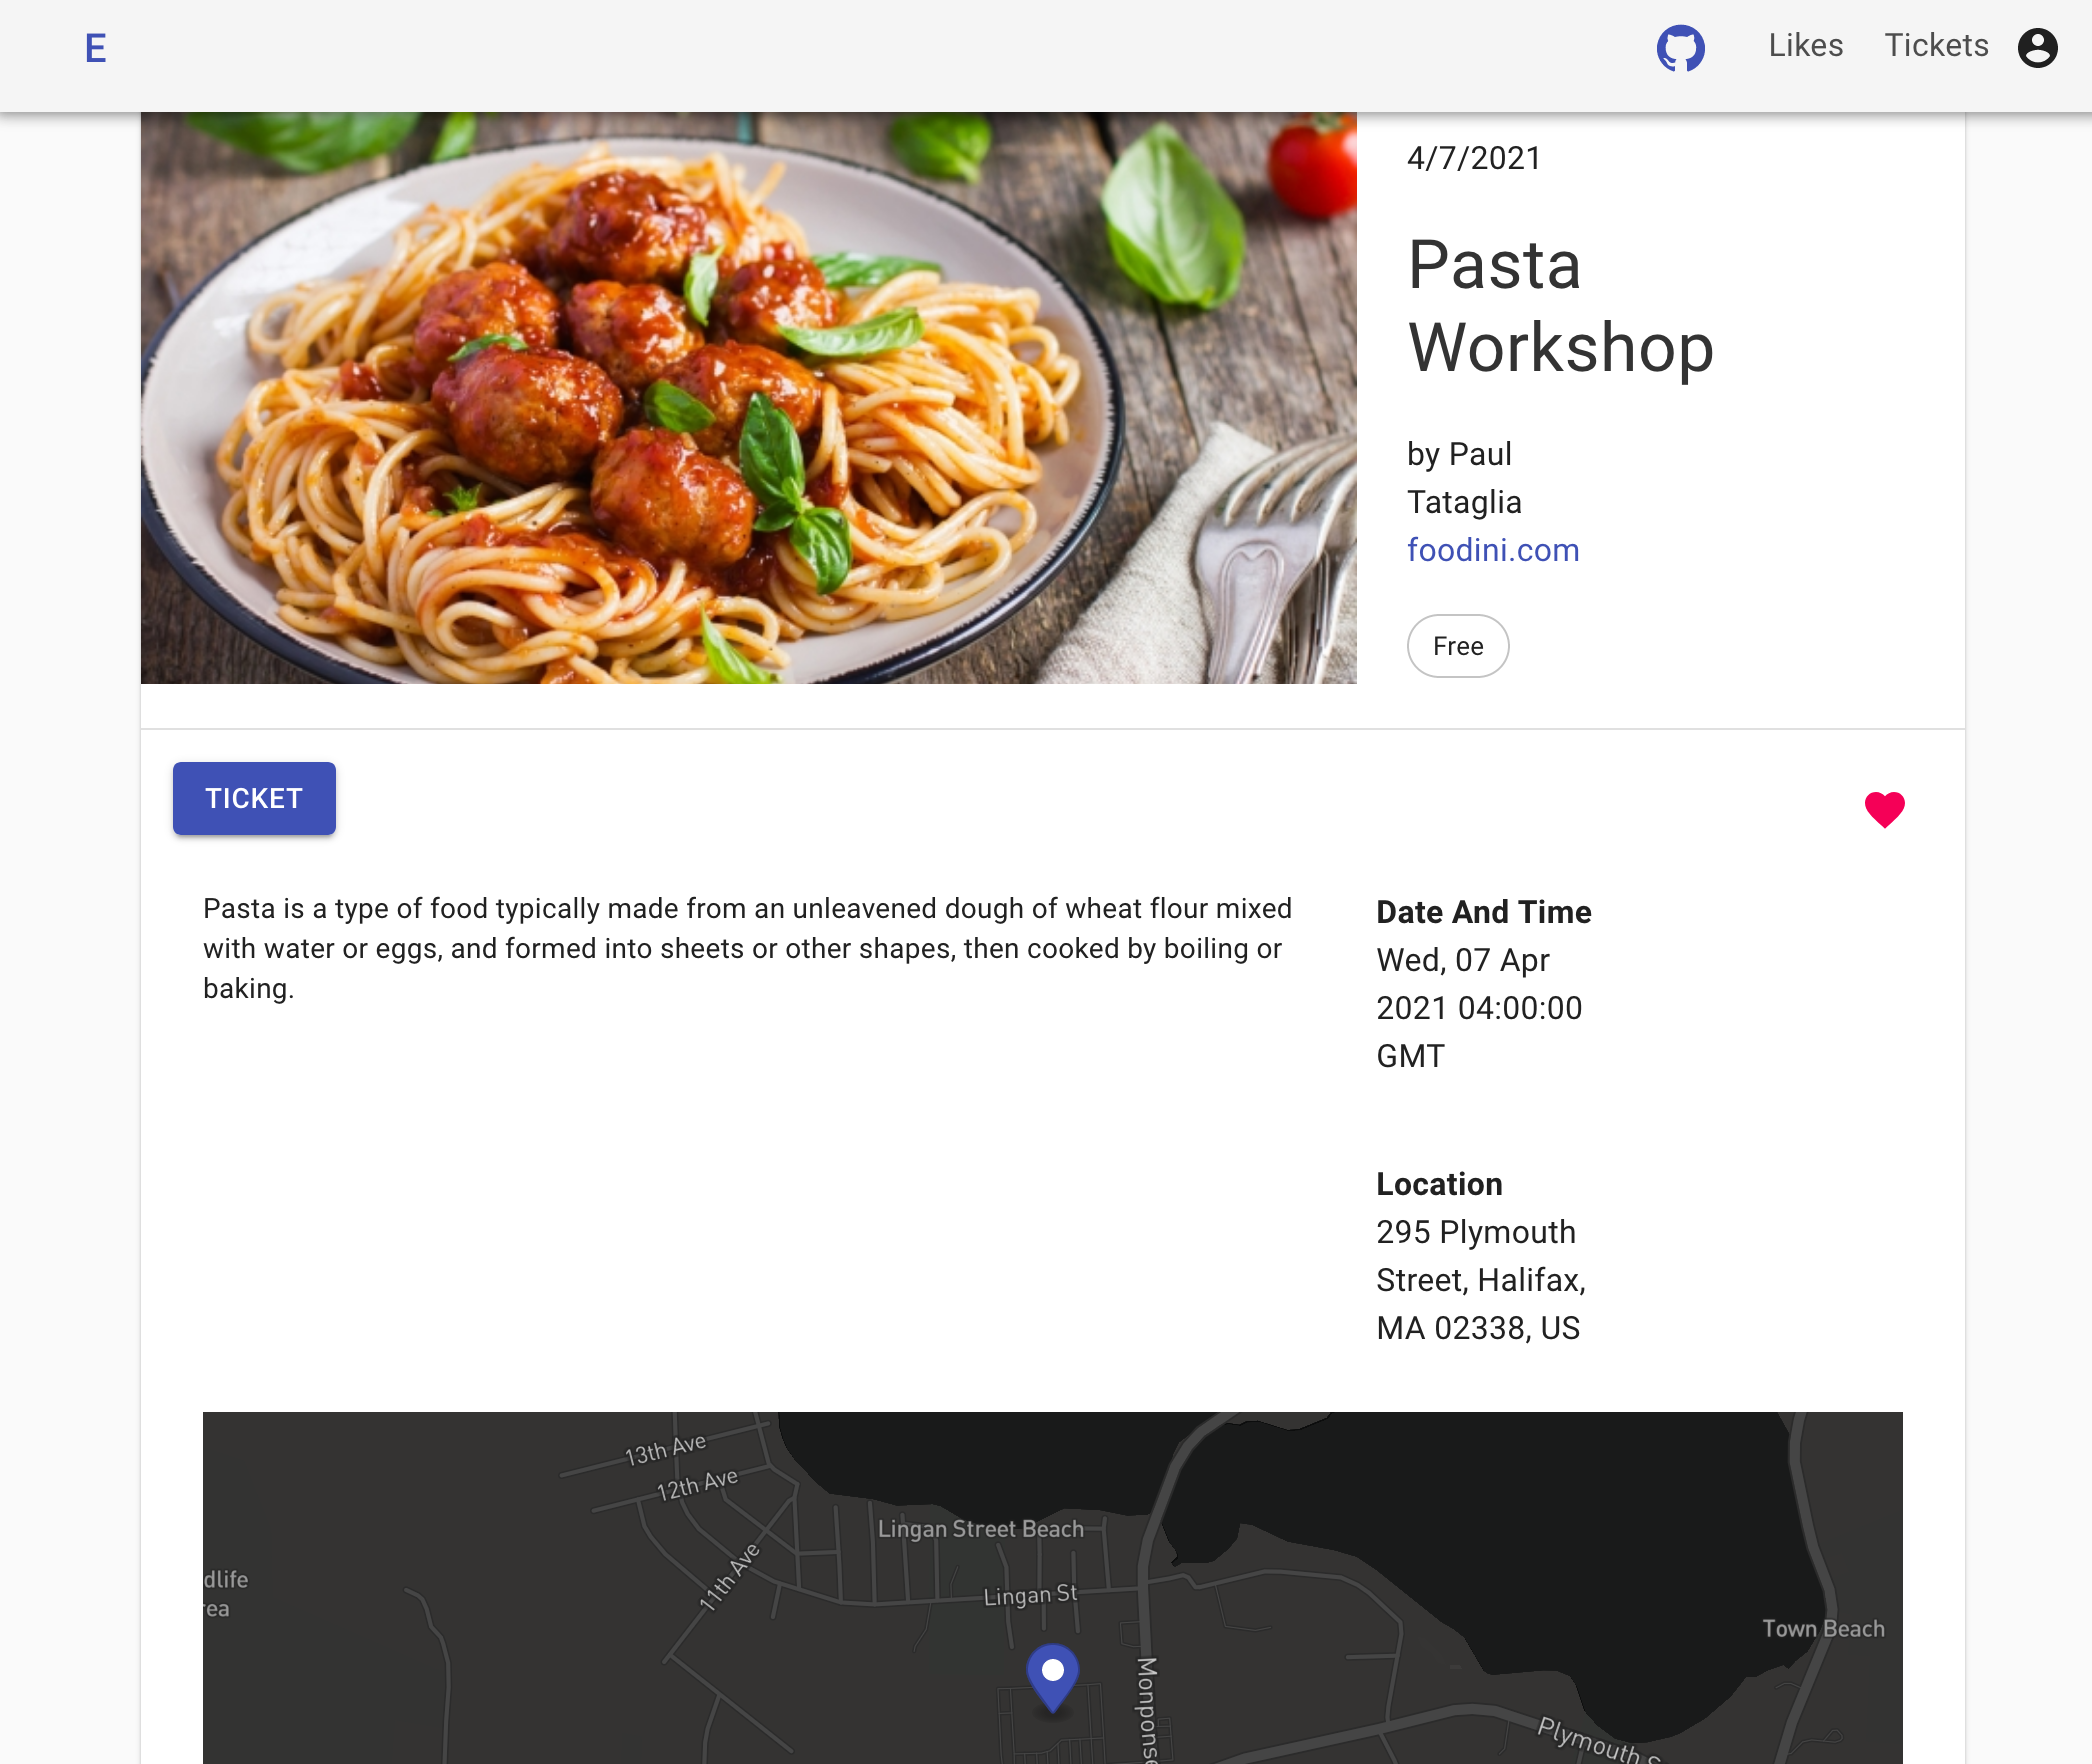 E
Likes
Tickets
4/7/2021
Pasta
Workshop
by Paul
Tataglia
foodini.com
Free
TICKET
Pasta is a type of food typically made from an unleavened dough of wheat flour mixed
with water or eggs, and formed into sheets or other shapes, then cooked by boiling or
baking.
Date And Time
Wed, 07 Apr
2021 04:00:00
GMT
Location
295 Plymouth
Street, Halifax,
MA 02338, US
13th Ave
12th Ave
Lingan Street Beach
11th Ave
dlife
rea
Lingan St
Town Beach
Monponse
Plymouth S